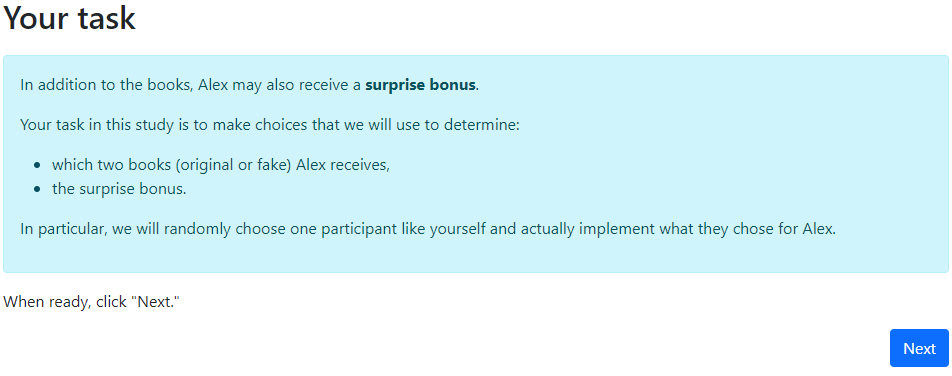 Your task
In addition to the books, Alex may also receive a surprise bonus.
Your task in this study is to make choices that we will use to determine:
• which two books (original or fake) Alex receives,
• the surprise bonus.
In particular, we will randomly choose one participant like yourself and actually implement what they chose for Alex.
When ready, click "Next."
Next